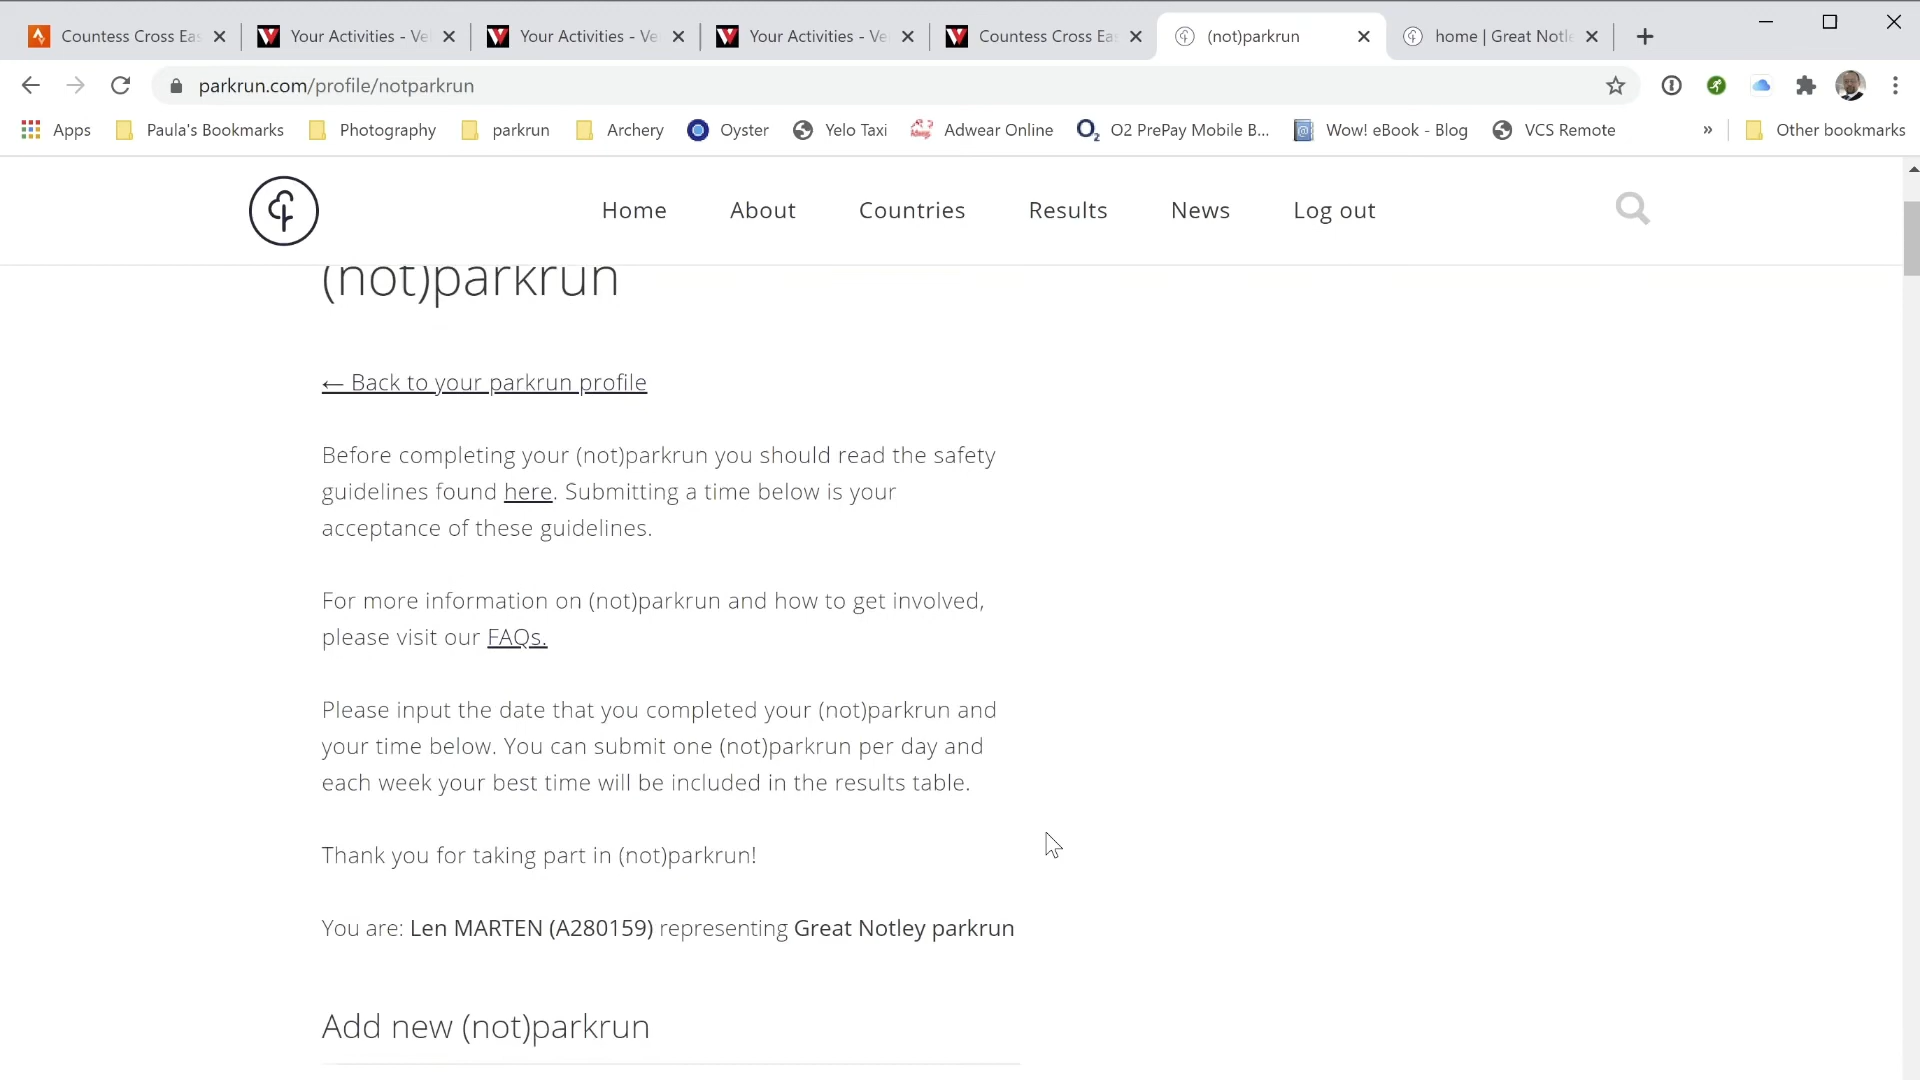 Countess Cross Eas
Your Activities - Ve
Your Activities - Ve
Your Activities - Ve
Countess Cross Eas
(not)parkrun
home | Great Notle
parkrun.com/profile/notparkrun
Apps
Paula's Bookmarks
Photography
parkrun
Archery
Oyster
Yelo Taxi
Adwear Online
O2 PrePay Mobile B...
Wow! eBook - Blog
VCS Remote
»
Other bookmarks
Home
About
Countries
Results
News
Log out
(not)parkrun
← Back to your parkrun profile
Before completing your (not)parkrun you should read the safety
guidelines found here. Submitting a time below is your
acceptance of these guidelines.
For more information on (not)parkrun and how to get involved,
please visit our FAQs.
Please input the date that you completed your (not)parkrun and
your time below. You can submit one (not)parkrun per day and
each week your best time will be included in the results table.
Thank you for taking part in (not)parkrun!
You are: Len MARTEN (A280159) representing Great Notley parkrun
Add new (not)parkrun